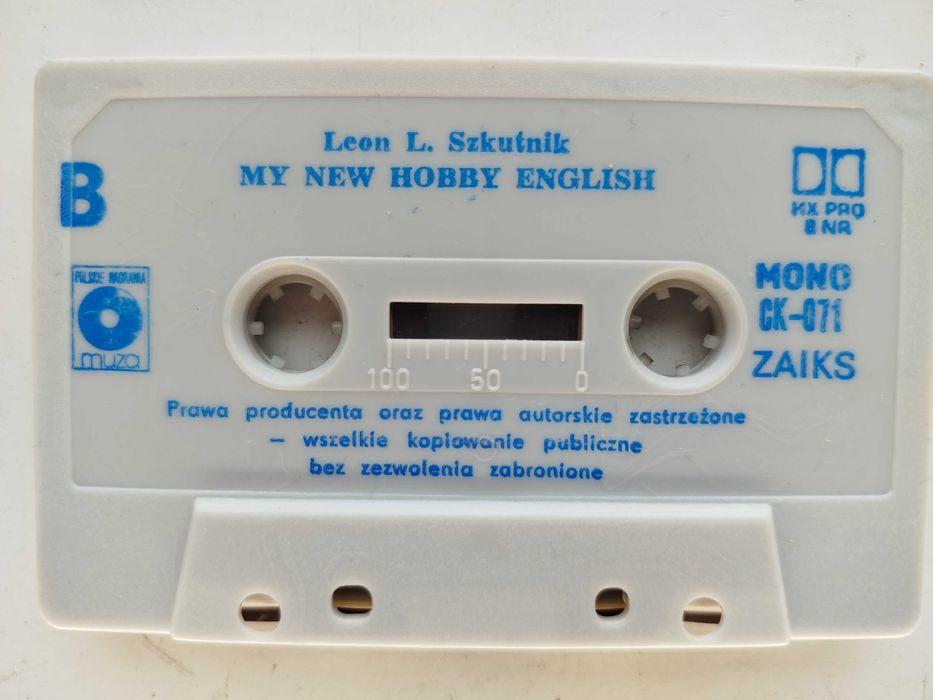 Leon L. Szkutnik
MY NEW HOBBY ENGLISH
B
HX PRO
B NR
POLSKIE NAGRANIA
muza
MONO
CK-071
ZAIKS
100 50 0
Prawa producenta oraz prawa autorskie zastrzeżone
– wszelkie kopiowanie publiczne
bez zezwolenia zabronione